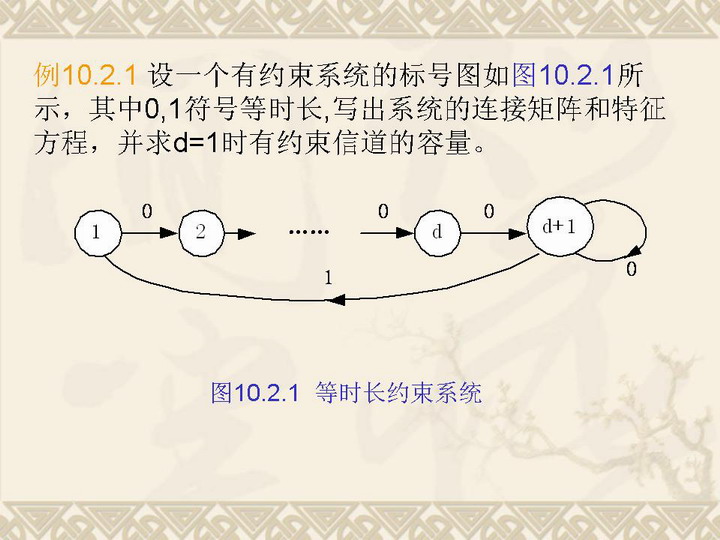 例10.2.1 设一个有约束系统的标号图如图10.2.1所
示，其中0,1符号等时长,写出系统的连接矩阵和特征
方程，并求d=1时有约束信道的容量。
0 0 0
1 2 …… d d+1
0
1
图10.2.1 等时长约束系统